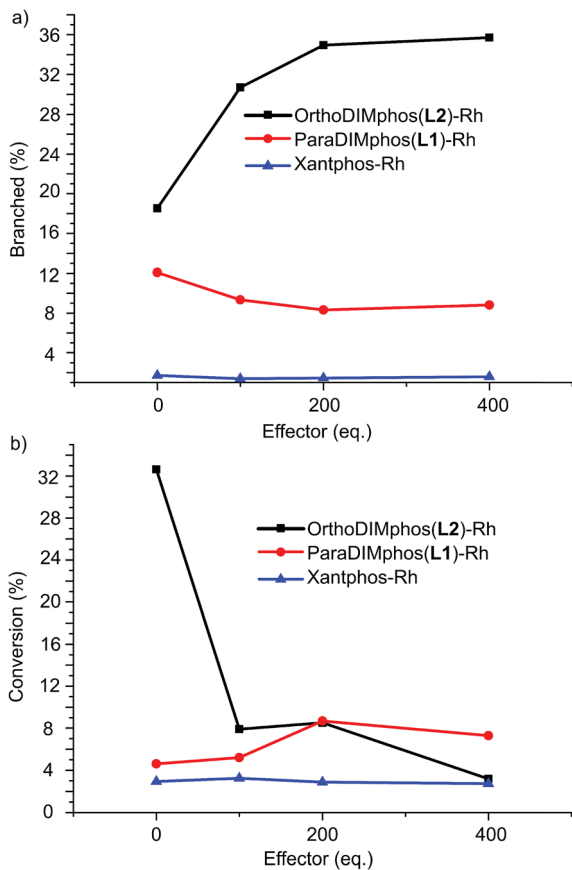 a)
36
32
28
24
20
16
12
8
4
Branched (%)
OrthoDIMphos(L2)-Rh
ParaDIMphos(L1)-Rh
Xantphos-Rh
0
200
400
Effector (eq.)
b)
32
28
24
20
16
12
8
4
0
Conversion (%)
OrthoDIMphos(L2)-Rh
ParaDIMphos(L1)-Rh
Xantphos-Rh
0
200
400
Effector (eq.)